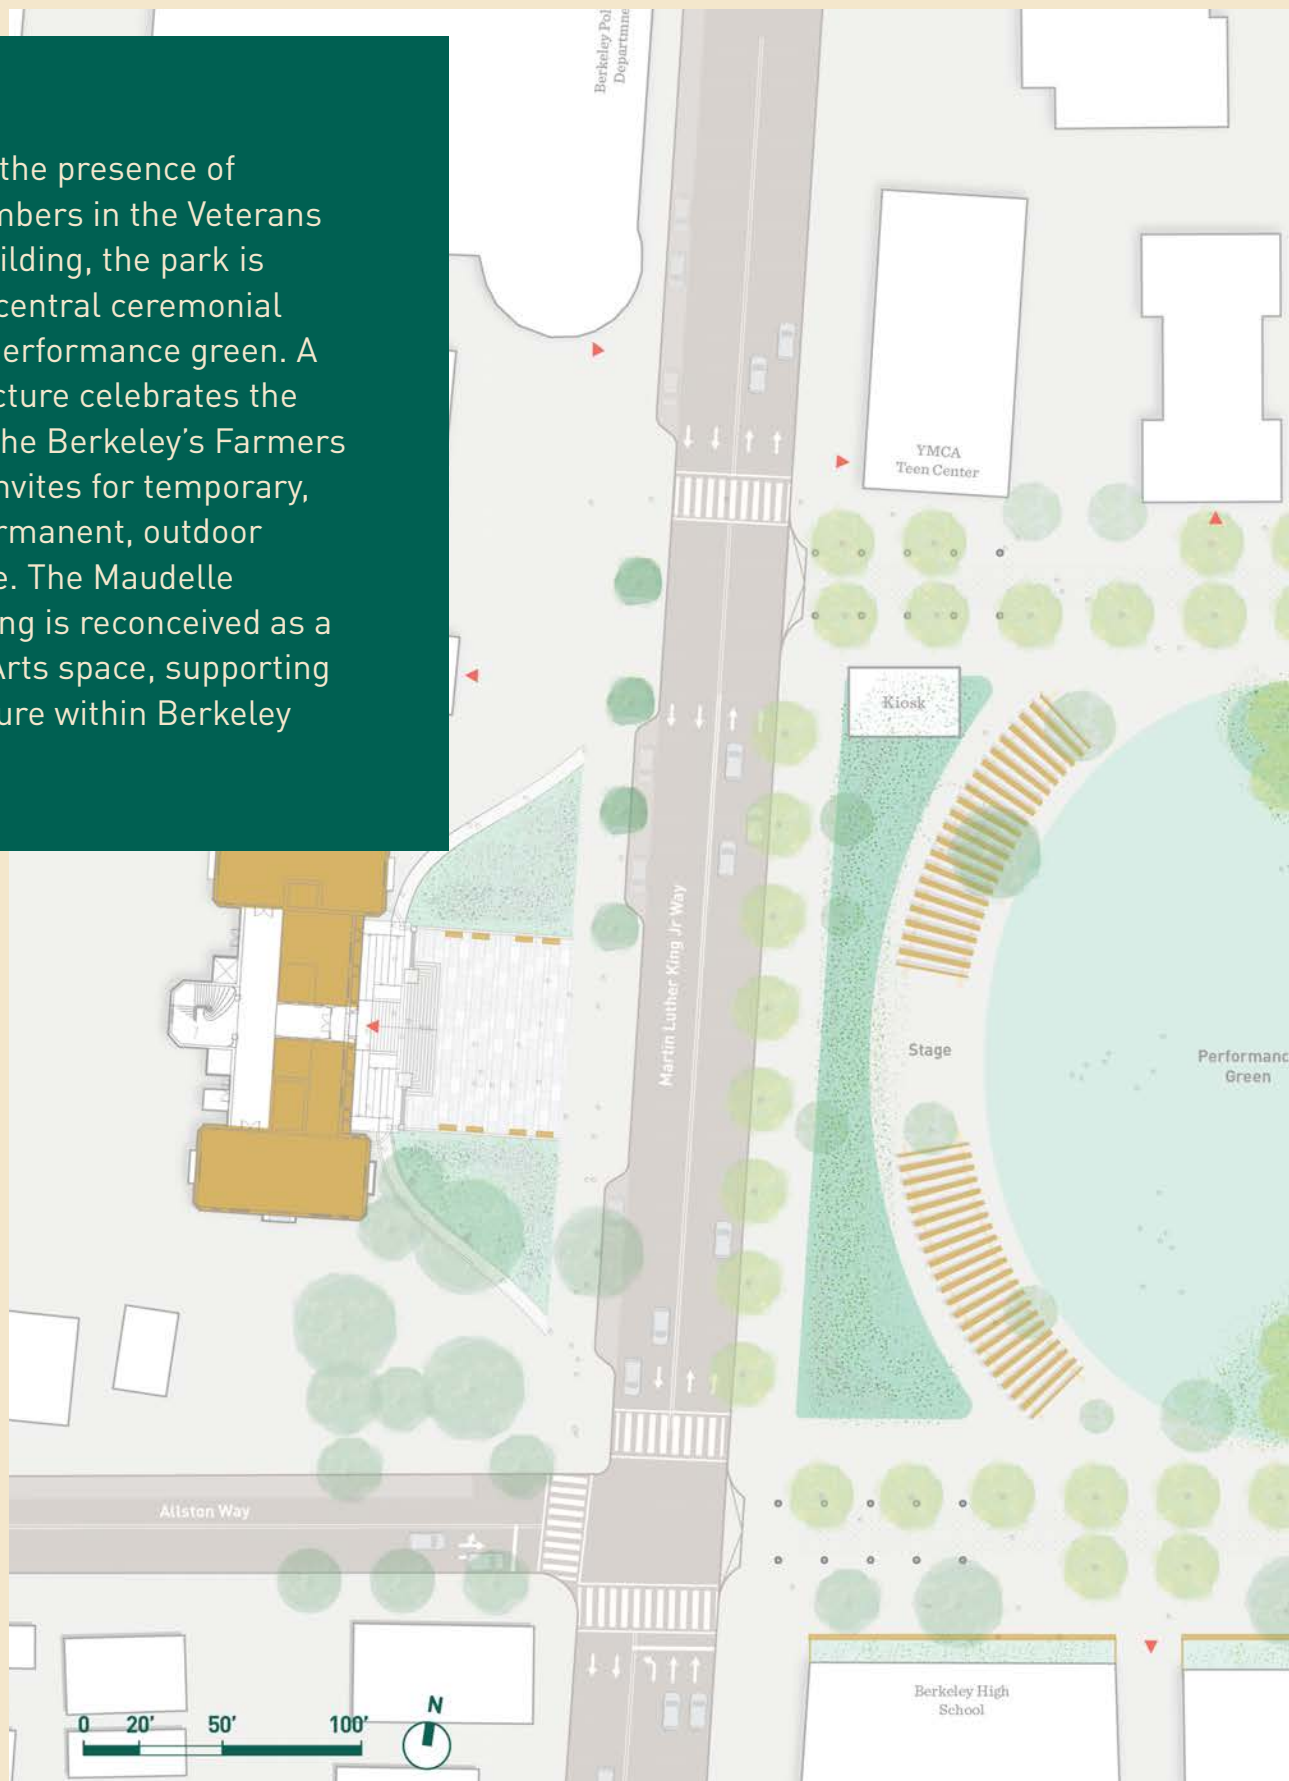 the presence of
mbers in the Veterans
ilding, the park is
central ceremonial
erformance green. A
cture celebrates the
he Berkeley's Farmers
nvites for temporary,
rmanent, outdoor
e. The Maudelle
ng is reconceived as a
Arts space, supporting
ure within Berkeley
Berkeley Pol
Departmne
YMCA
Teen Center
Kiosk
Martin Luther King Jr Way
Stage
Performanc
Green
Allston Way
Berkeley High
School
0 20' 50' 100'
N